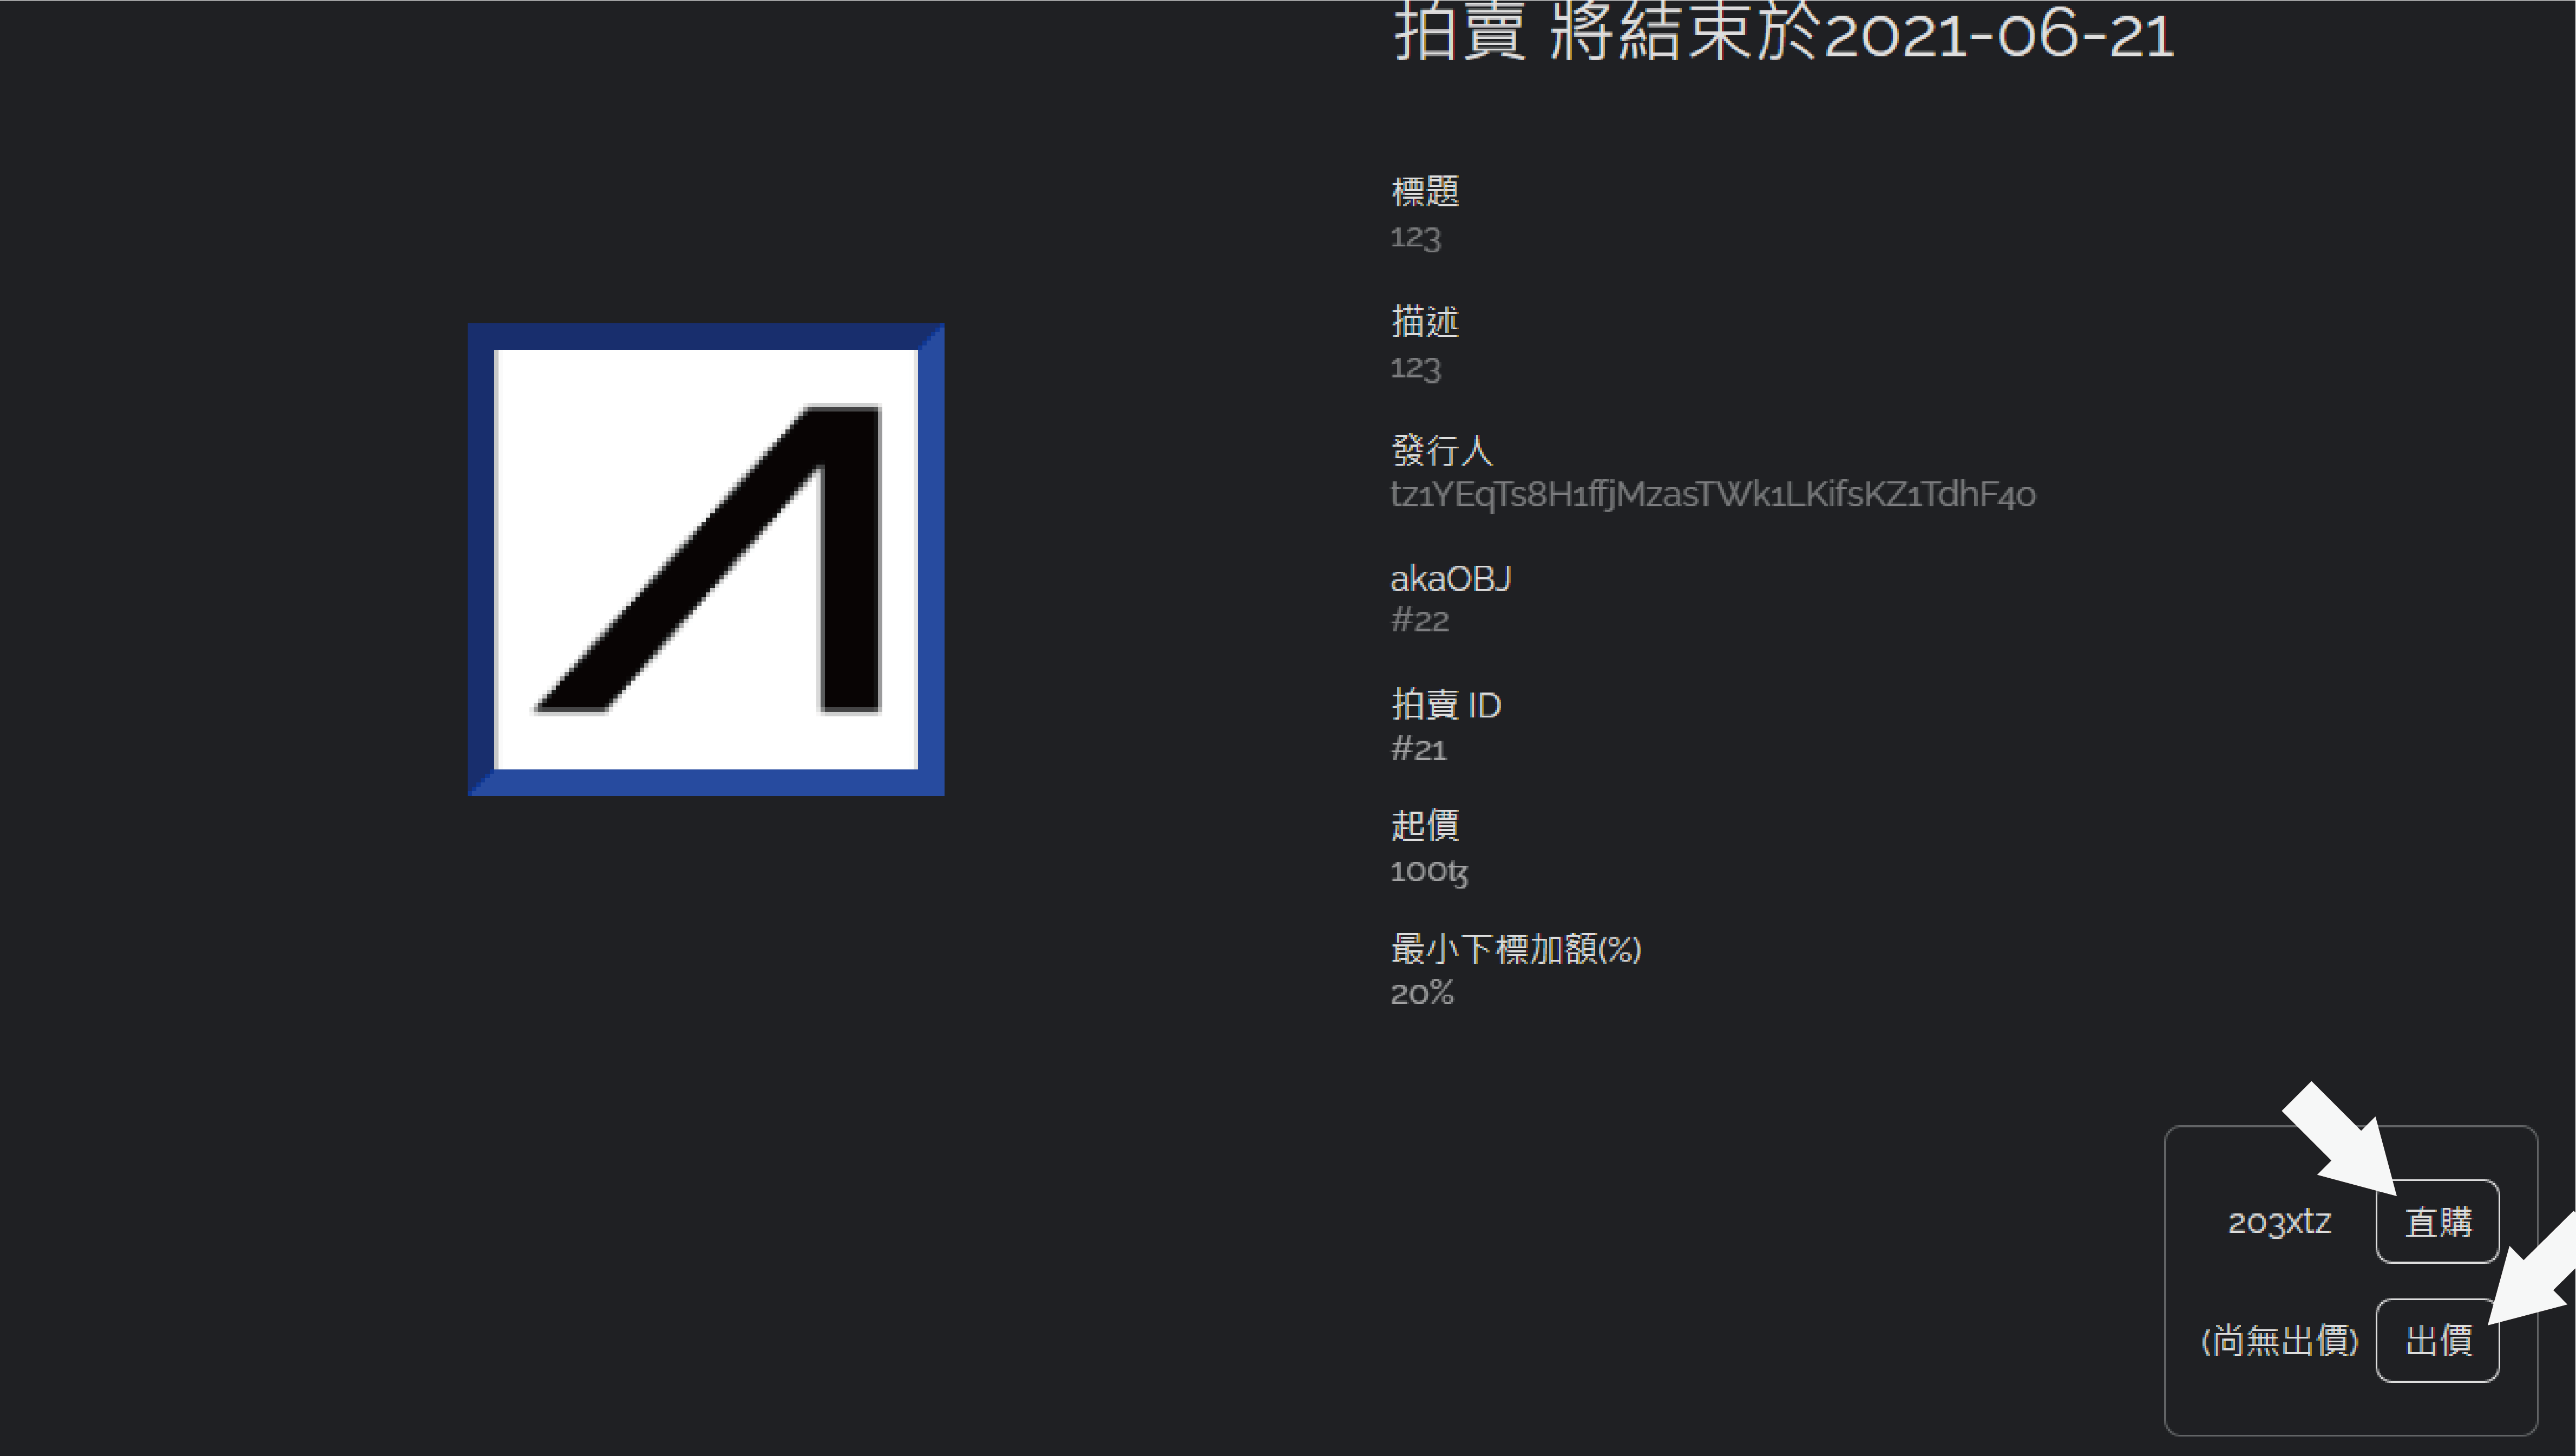 拍賣 將結束於2021-06-21
標題
123
描述
123
發行人
tz1YEqTs8H1ffjMzasTWk1LKifsKZ1TdhF4o
akaOBJ
#22
拍賣 ID
#21
起價
100ꜩ
最小下標加額(%)
20%
203xtz 直購
(尚無出價) 出價